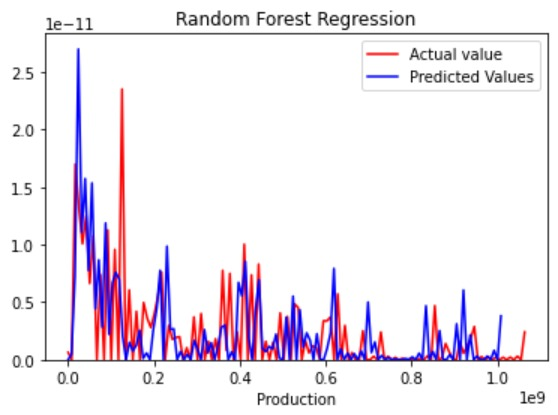 Random Forest Regression
1e−11
Actual value
Predicted Values
2.5
2.0
1.5
1.0
0.5
0.0
0.0 0.2 0.4 0.6 0.8 1.0
Production 1e9